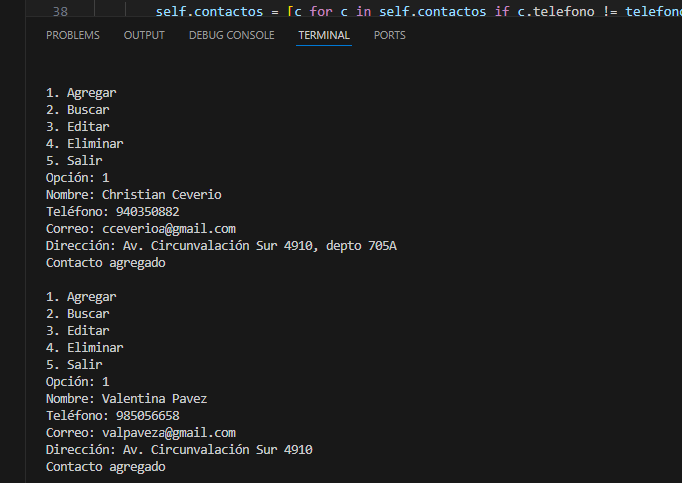 38 self.contactos = [c for c in self.contactos if c.telefono != telefono
PROBLEMS OUTPUT DEBUG CONSOLE TERMINAL PORTS
1. Agregar
2. Buscar
3. Editar
4. Eliminar
5. Salir
Opción: 1
Nombre: Christian Ceverio
Teléfono: 940350882
Correo: cceverioa@gmail.com
Dirección: Av. Circunvalación Sur 4910, depto 705A
Contacto agregado
1. Agregar
2. Buscar
3. Editar
4. Eliminar
5. Salir
Opción: 1
Nombre: Valentina Pavez
Teléfono: 985056658
Correo: valpaveza@gmail.com
Dirección: Av. Circunvalación Sur 4910
Contacto agregado